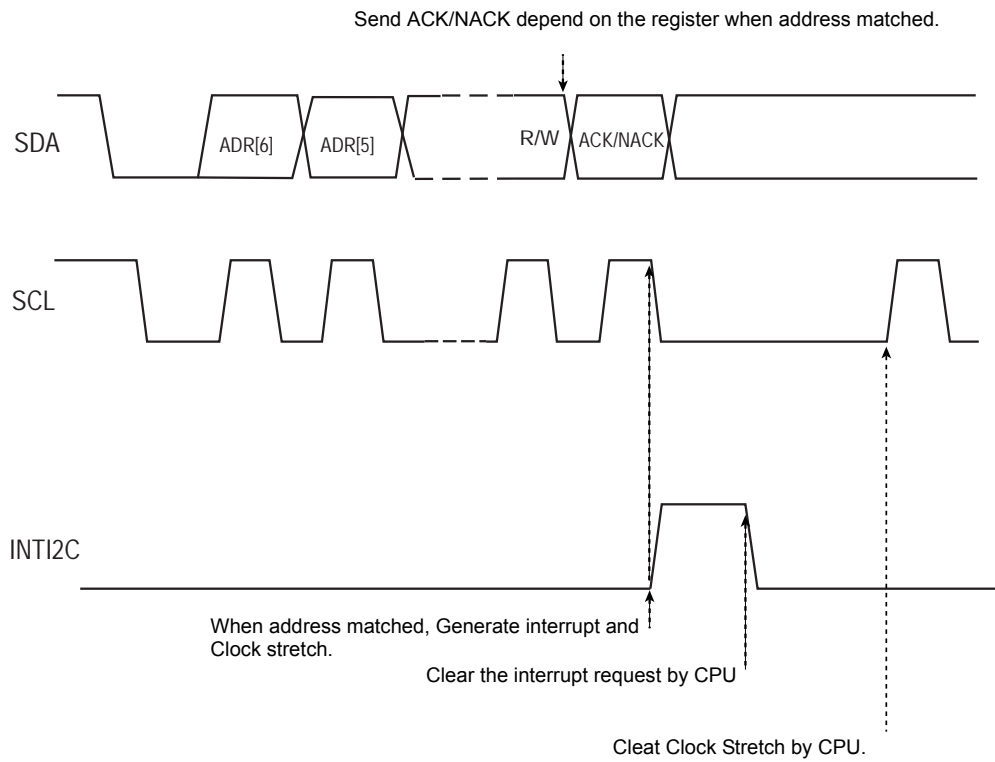 Send ACK/NACK depend on the register when address matched.
SDA
ADR[6]
ADR[5]
R/W
ACK/NACK
SCL
INTI2C
When address matched, Generate interrupt and
Clock stretch.
Clear the interrupt request by CPU
Cleat Clock Stretch by CPU.